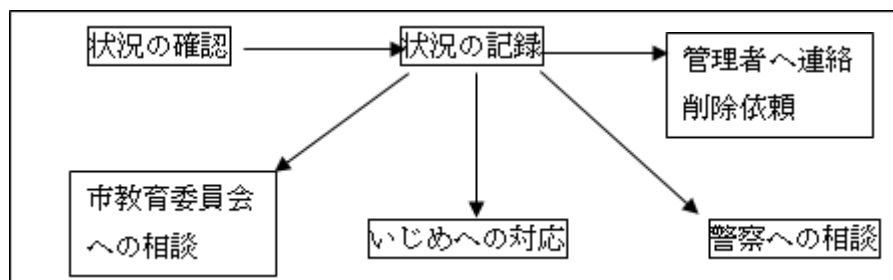 状況の確認
状況の記録
管理者へ連絡
削除依頼
市教育委員会
への相談
いじめへの対応
警察への相談